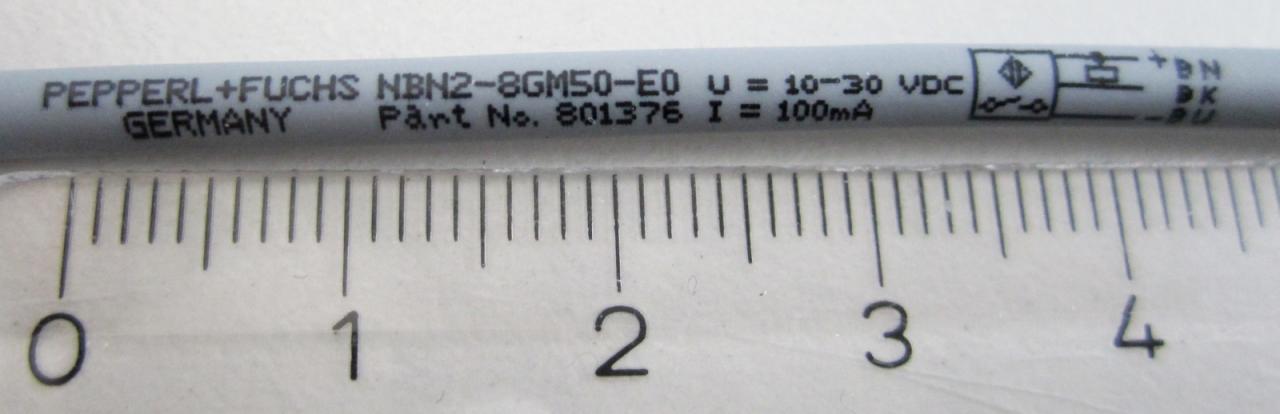 PEPPERL+FUCHS NBN2-8GM50-E0 U = 10-30 VDC
GERMANY Part No. 801376 I = 100mA
+ BN
BK
- BU
0 1 2 3 4